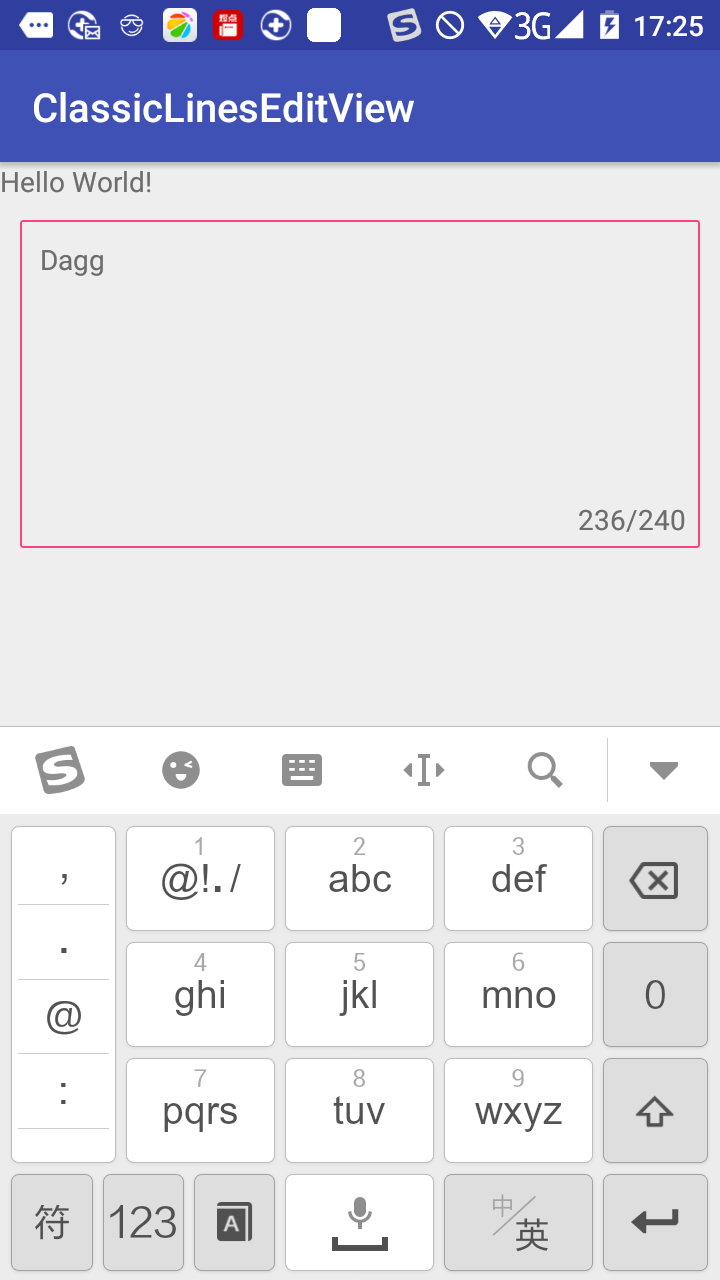 3G 17:25
ClassicLinesEditView
Hello World!
Dagg
236/240
, 1 @!./ 2 abc 3 def
. 4 ghi 5 jkl 6 mno 0
@
: 7 pqrs 8 tuv 9 wxyz
符 123 A 中/英